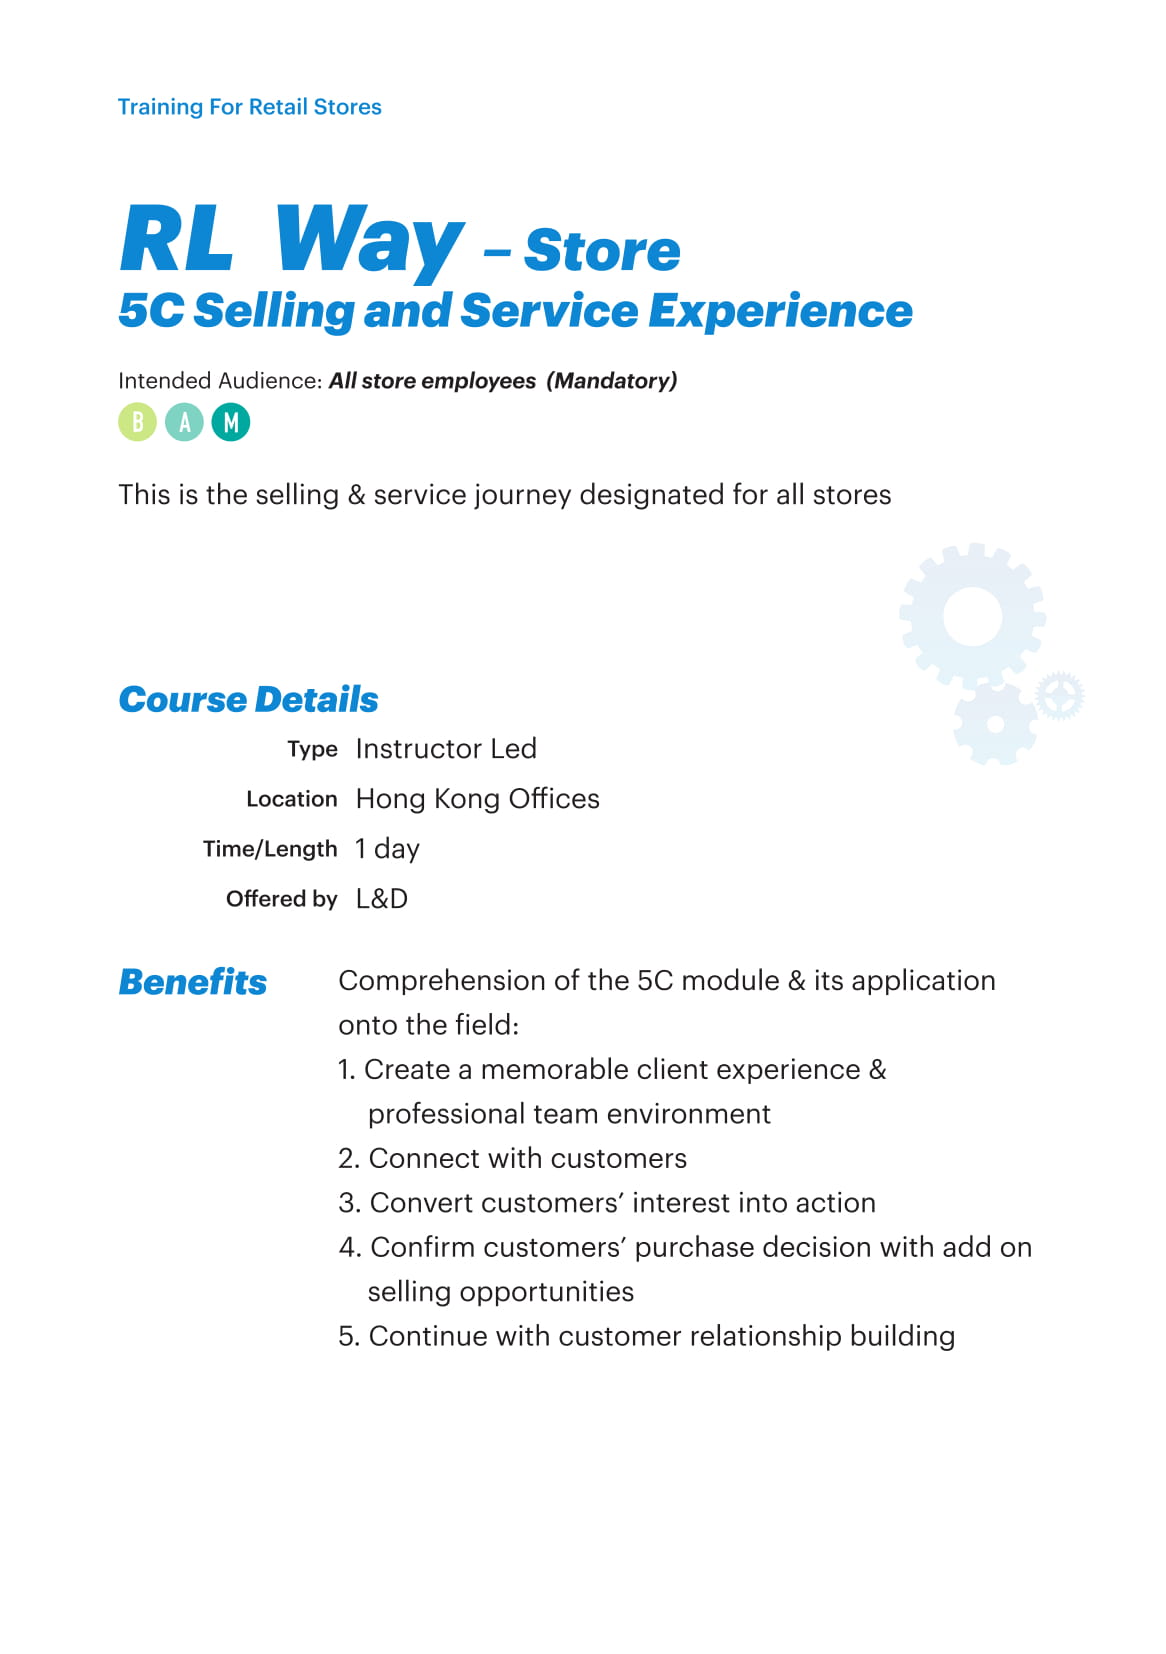 Training For Retail Stores
RL Way – Store
5C Selling and Service Experience
Intended Audience: All store employees (Mandatory)
B A M
This is the selling & service journey designated for all stores
Course Details
Type Instructor Led
Location Hong Kong Offices
Time/Length 1 day
Offered by L&D
Benefits Comprehension of the 5C module & its application
onto the field:
1. Create a memorable client experience &
professional team environment
2. Connect with customers
3. Convert customers’ interest into action
4. Confirm customers’ purchase decision with add on
selling opportunities
5. Continue with customer relationship building